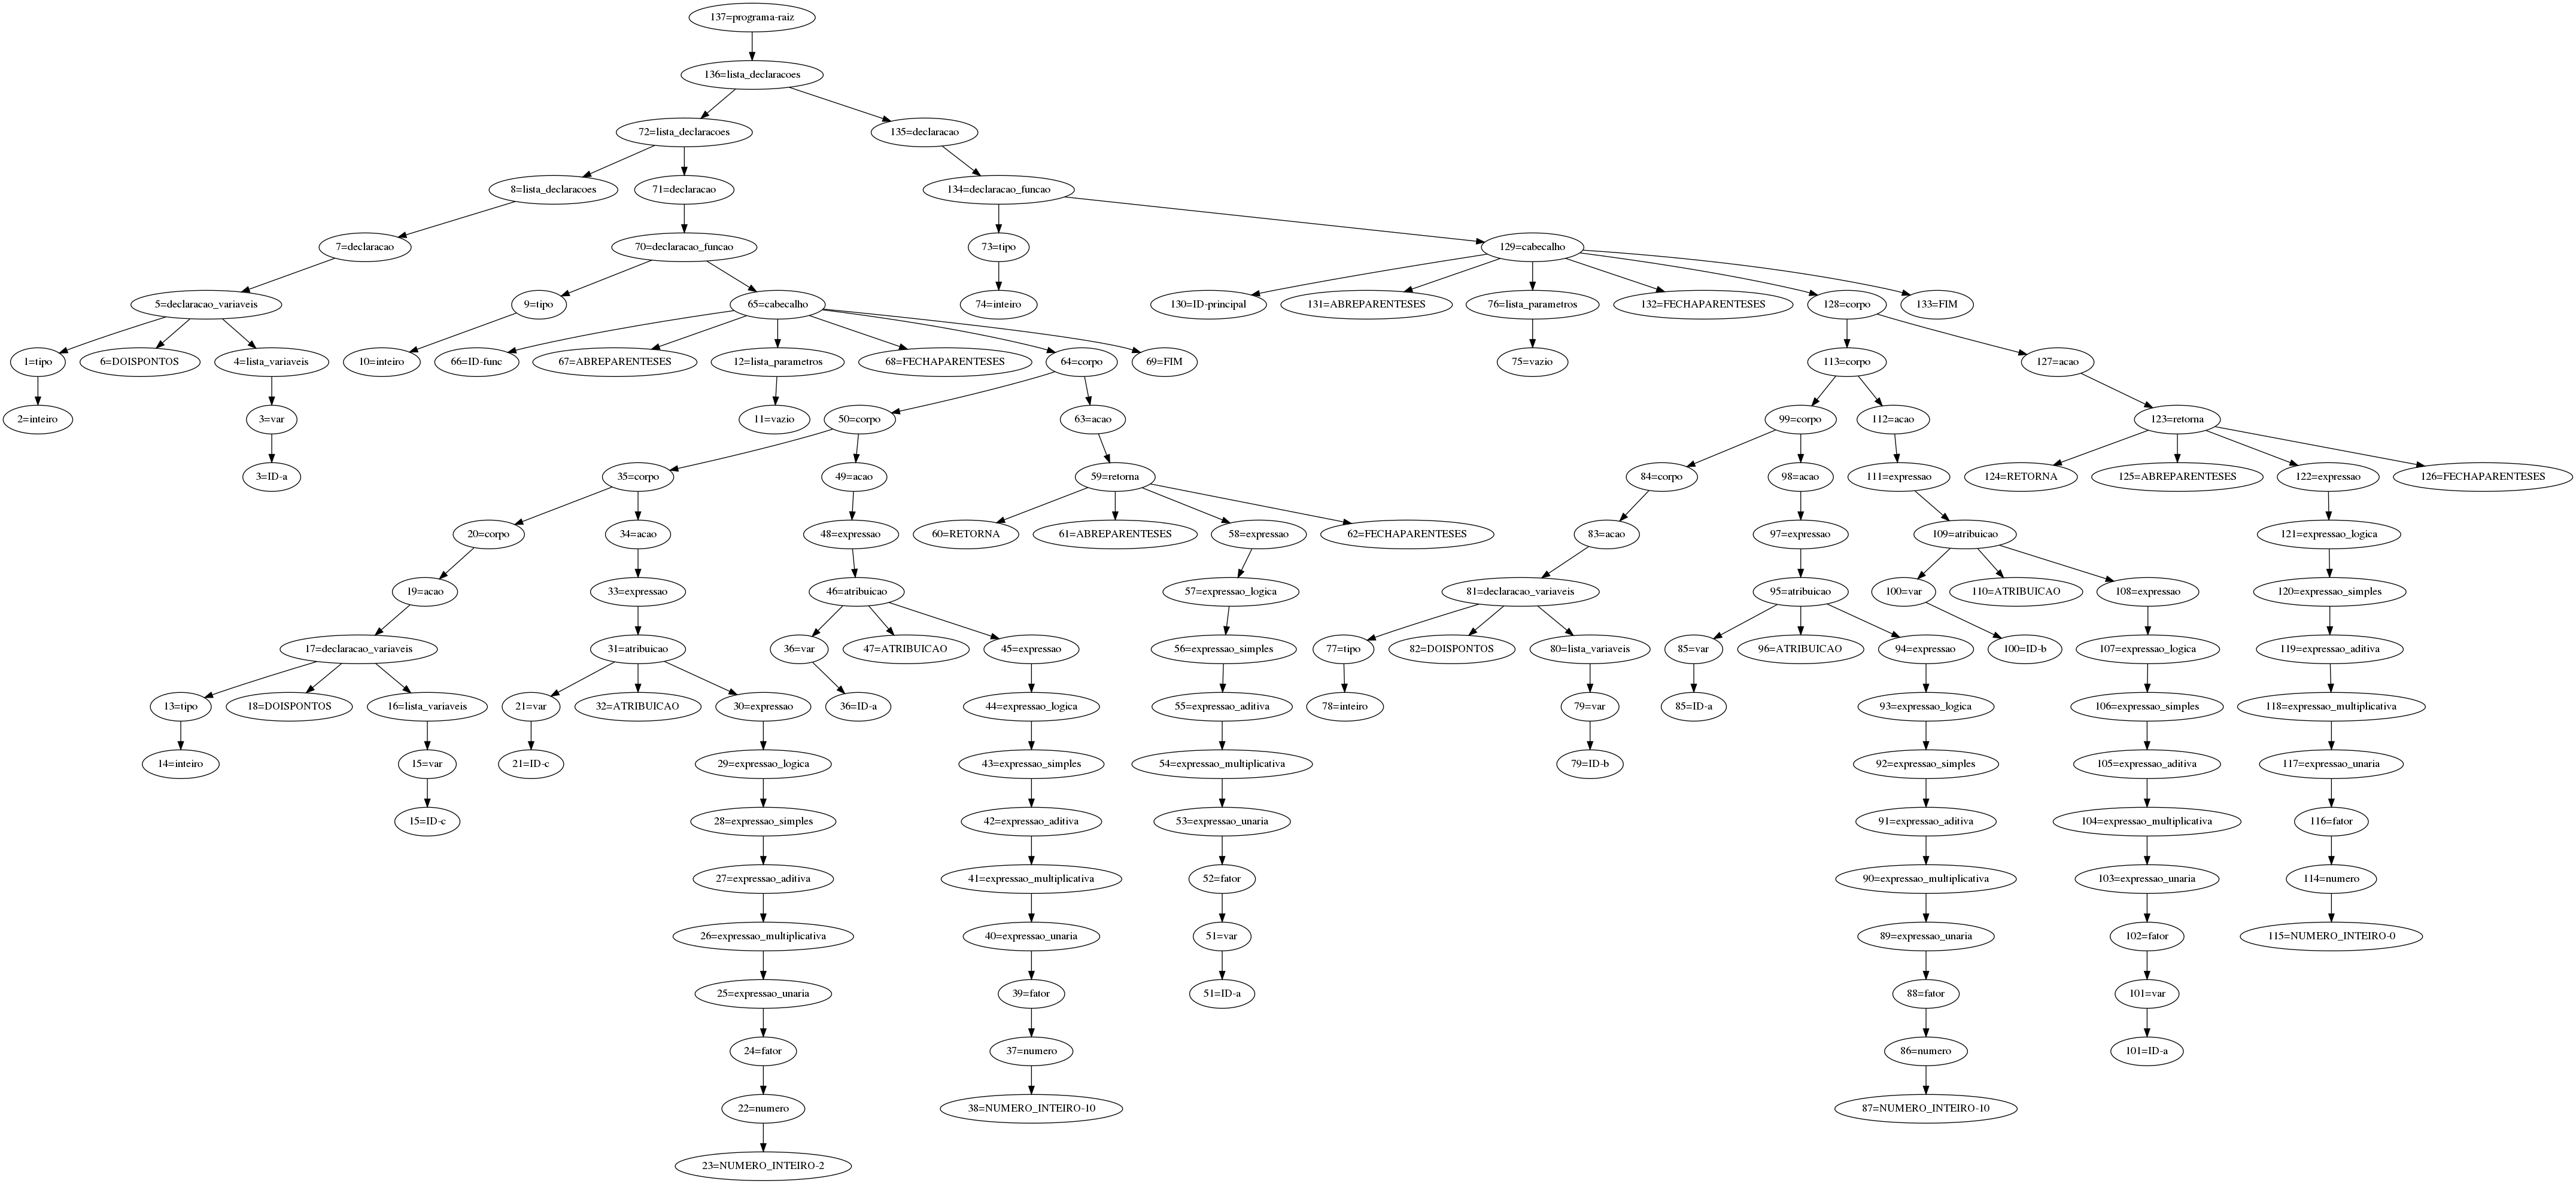 137=programa-raiz
136=lista_declaracoes
72=lista_declaracoes 135=declaracao
8=lista_declaracoes 71=declaracao 134=declaracao_funcao
7=declaracao 70=declaracao_funcao 73=tipo 129=cabecalho
5=declaracao_variaveis 9=tipo 65=cabecalho 74=inteiro 130=ID-principal 131=ABREPARENTESES 76=lista_parametros 132=FECHAPARENTESES 128=corpo 133=FIM
1=tipo 6=DOISPONTOS 4=lista_variaveis 10=inteiro 66=ID-func 67=ABREPARENTESES 12=lista_parametros 68=FECHAPARENTESES 64=corpo 69=FIM 75=vazio 113=corpo 127=acao
2=inteiro 3=var 11=vazio 50=corpo 63=acao 99=corpo 112=acao 123=retorna
3=ID-a 35=corpo 49=acao 59=retorna 84=corpo 98=acao 111=expressao 124=RETORNA 125=ABREPARENTESES 122=expressao 126=FECHAPARENTESES
20=corpo 34=acao 48=expressao 60=RETORNA 61=ABREPARENTESES 58=expressao 62=FECHAPARENTESES 83=acao 97=expressao 109=atribuicao 121=expressao_logica
19=acao 33=expressao 46=atribuicao 57=expressao_logica 81=declaracao_variaveis 95=atribuicao 100=var 110=ATRIBUICAO 108=expressao 120=expressao_simples
17=declaracao_variaveis 31=atribuicao 36=var 47=ATRIBUICAO 45=expressao 56=expressao_simples 77=tipo 82=DOISPONTOS 80=lista_variaveis 85=var 96=ATRIBUICAO 94=expressao 100=ID-b 107=expressao_logica 119=expressao_aditiva
13=tipo 18=DOISPONTOS 16=lista_variaveis 21=var 32=ATRIBUICAO 30=expressao 36=ID-a 44=expressao_logica 55=expressao_aditiva 78=inteiro 79=var 85=ID-a 93=expressao_logica 106=expressao_simples 118=expressao_multiplicativa
14=inteiro 15=var 21=ID-c 29=expressao_logica 43=expressao_simples 54=expressao_multiplicativa 79=ID-b 92=expressao_simples 105=expressao_aditiva 117=expressao_unaria
15=ID-c 28=expressao_simples 42=expressao_aditiva 53=expressao_unaria 91=expressao_aditiva 104=expressao_multiplicativa 116=fator
27=expressao_aditiva 41=expressao_multiplicativa 52=fator 90=expressao_multiplicativa 103=expressao_unaria 114=numero
26=expressao_multiplicativa 40=expressao_unaria 51=var 89=expressao_unaria 102=fator 115=NUMERO_INTEIRO-0
25=expressao_unaria 39=fator 51=ID-a 88=fator 101=var
24=fator 37=numero 86=numero 101=ID-a
22=numero 38=NUMERO_INTEIRO-10 87=NUMERO_INTEIRO-10
23=NUMERO_INTEIRO-2